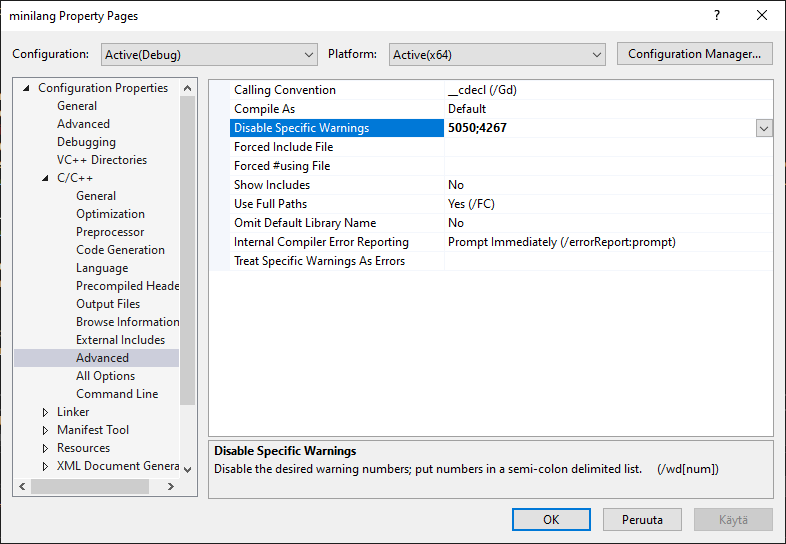 minilang Property Pages
Configuration: Active(Debug) Platform: Active(x64) Configuration Manager...
Configuration Properties
General
Advanced
Debugging
VC++ Directories
C/C++
General
Optimization
Preprocessor
Code Generation
Language
Precompiled Heade
Output Files
Browse Information
External Includes
Advanced
All Options
Command Line
Linker
Manifest Tool
Resources
XML Document Genera
Calling Convention __cdecl (/Gd)
Compile As Default
Disable Specific Warnings 5050;4267
Forced Include File
Forced #using File
Show Includes No
Use Full Paths Yes (/FC)
Omit Default Library Name No
Internal Compiler Error Reporting Prompt Immediately (/errorReport:prompt)
Treat Specific Warnings As Errors
Disable Specific Warnings
Disable the desired warning numbers; put numbers in a semi-colon delimited list. (/wd[num])
OK Peruuta Käytä